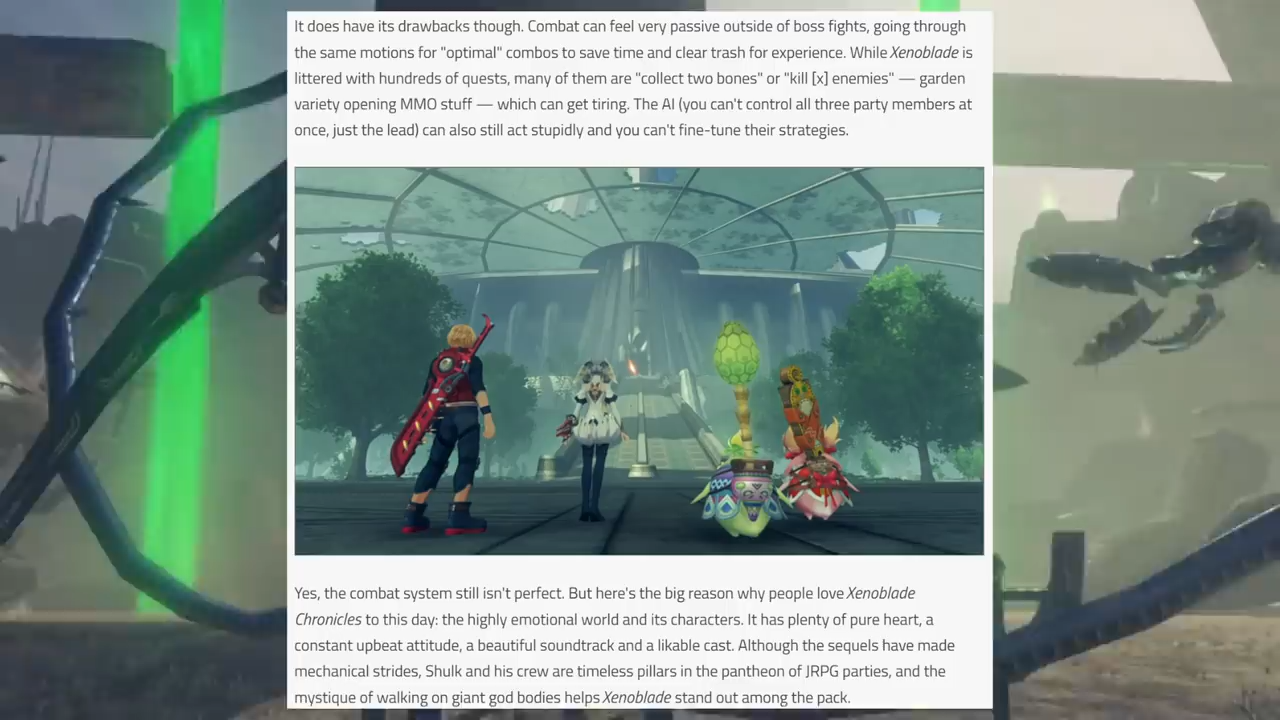 It does have its drawbacks though. Combat can feel very passive outside of boss fights, going through
the same motions for "optimal" combos to save time and clear trash for experience. While Xenoblade is
littered with hundreds of quests, many of them are "collect two bones" or "kill [x] enemies" — garden
variety opening MMO stuff — which can get tiring. The AI (you can't control all three party members at
once, just the lead) can also still act stupidly and you can't fine-tune their strategies.
Yes, the combat system still isn't perfect. But here's the big reason why people love Xenoblade
Chronicles to this day: the highly emotional world and its characters. It has plenty of pure heart, a
constant upbeat attitude, a beautiful soundtrack and a likable cast. Although the sequels have made
mechanical strides, Shulk and his crew are timeless pillars in the pantheon of JRPG parties, and the
mystique of walking on giant god bodies helps Xenoblade stand out among the pack.